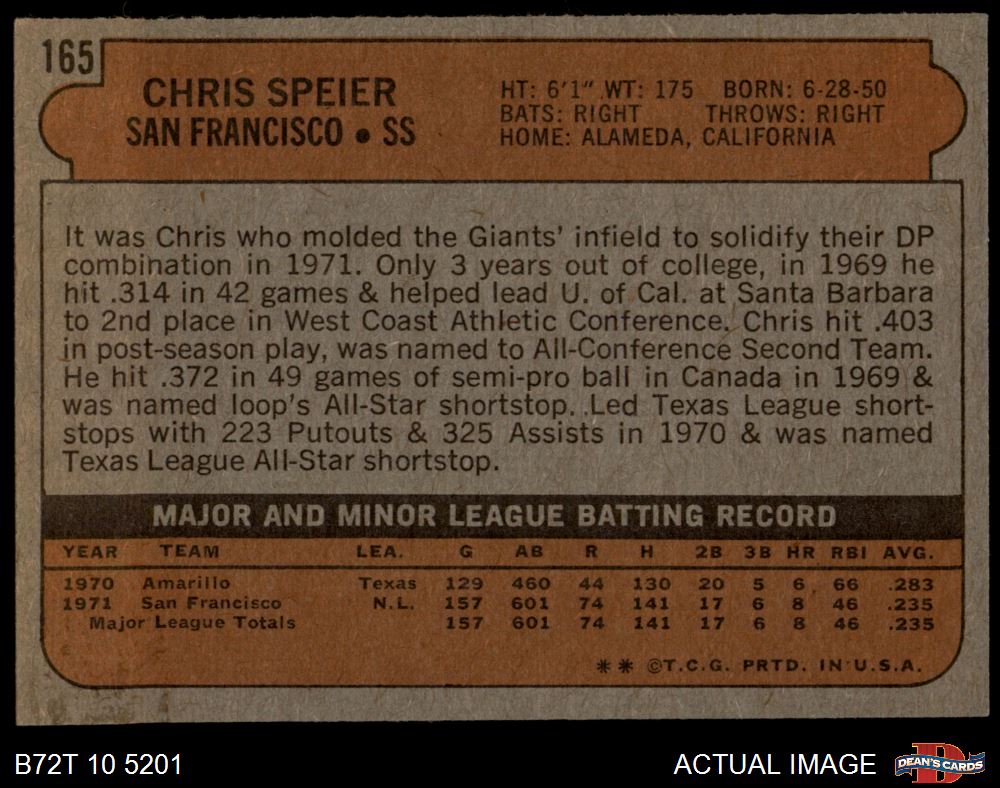 165
CHRIS SPEIER
SAN FRANCISCO • SS
HT: 6'1" WT: 175 BORN: 6-28-50
BATS: RIGHT THROWS: RIGHT
HOME: ALAMEDA, CALIFORNIA
It was Chris who molded the Giants' infield to solidify their DP
combination in 1971. Only 3 years out of college, in 1969 he
hit .314 in 42 games & helped lead U. of Cal. at Santa Barbara
to 2nd place in West Coast Athletic Conference. Chris hit .403
in post-season play, was named to All-Conference Second Team.
He hit .372 in 49 games of semi-pro ball in Canada in 1969 &
was named loop's All-Star shortstop. Led Texas League short-
stops with 223 Putouts & 325 Assists in 1970 & was named
Texas League All-Star shortstop.
MAJOR AND MINOR LEAGUE BATTING RECORD
YEAR TEAM LEA. G AB R H 2B 3B HR RBI AVG.
1970 Amarillo Texas 129 460 44 130 20 5 6 66 .283
1971 San Francisco N.L. 157 601 74 141 17 6 8 46 .235
Major League Totals 157 601 74 141 17 6 8 46 .235
** ©T.C.G. PRTD. IN U.S.A.
B72T 10 5201
ACTUAL IMAGE
DEAN'S CARDS